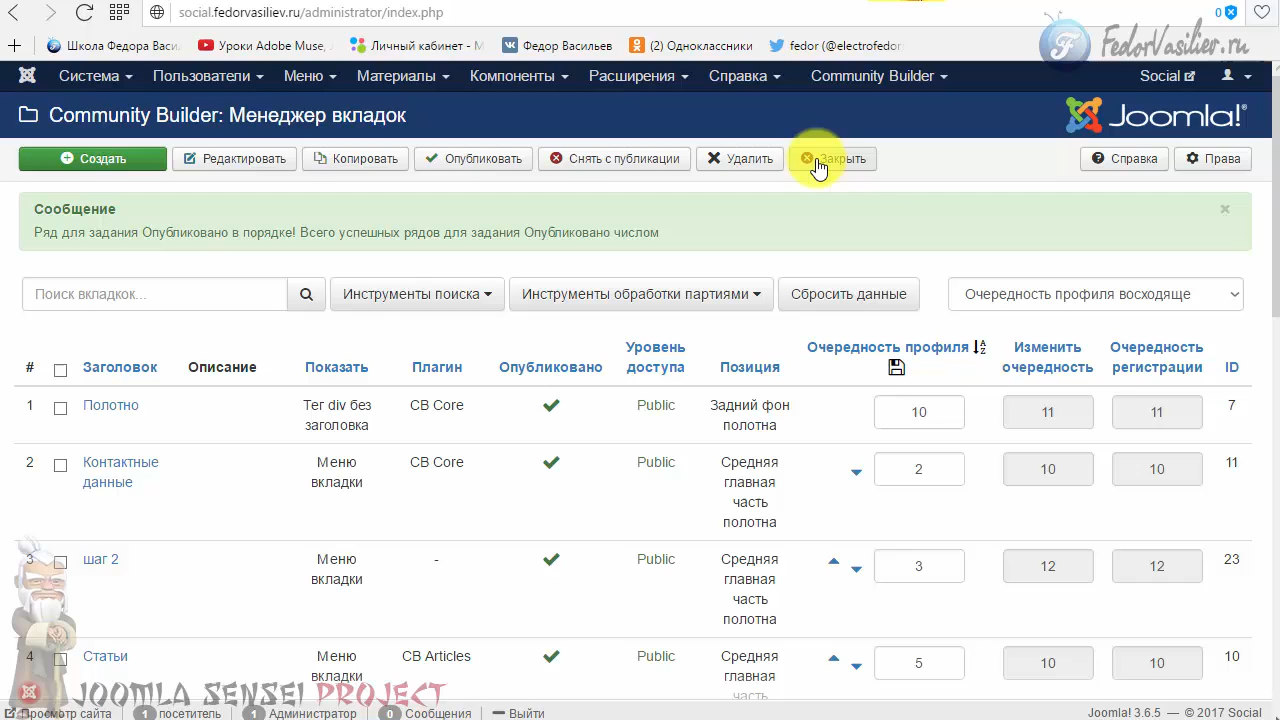 social.fedorvasiliev.ru/administrator/index.php
0
Школа Федора Васил
Уроки Adobe Muse,
Личный кабинет - М
Федор Васильев
(2) Одноклассники
fedor (@electrofedor
FedorVasilier.ru
Система
Пользователи
Меню
Материалы
Компоненты
Расширения
Справка
Community Builder
Social
Community Builder: Менеджер вкладок
Joomla!
Создать
Редактировать
Копировать
Опубликовать
Снять с публикации
Удалить
Закрыть
Справка
Права
Сообщение
Ряд для задания Опубликовано в порядке! Всего успешных рядов для задания Опубликовано числом
Поиск вкладкок...
Инструменты поиска
Инструменты обработки партиями
Сбросить данные
Очередность профиля восходяще
# Заголовок Описание Показать Плагин Опубликовано Уровень доступа Позиция Очередность профиля Изменить очередность Очередность регистрации ID
1 Полотно Тег div без заголовка CB Core Public Задний фон полотна 10 11 11 7
2 Контактные данные Меню вкладки CB Core Public Средняя главная часть полотна 2 10 10 11
3 шаг 2 Меню вкладки - Public Средняя главная часть полотна 3 12 12 23
4 Статьи Меню вкладки CB Articles Public Средняя главная часть 5 10 10 10
JOOMLA SENSEI PROJECT
Просмотр сайта
1 посетитель
1 Администратор
0 Сообщения
Выйти
Joomla! 3.6.5 — © 2017 Social